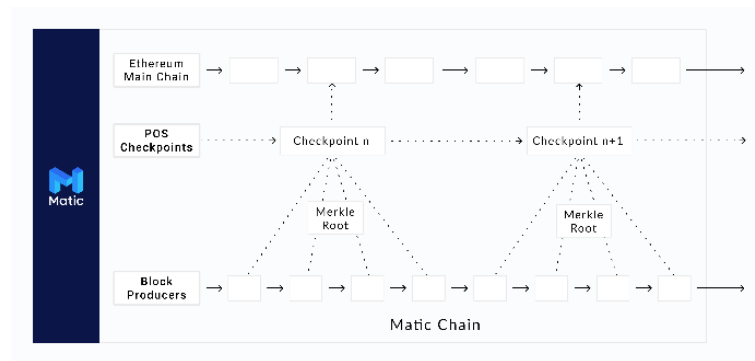 Ethereum
Main Chain
POS
Checkpoints
Checkpoint n
Checkpoint n+1
Matic
Merkle
Root
Merkle
Root
Block
Producers
Matic Chain